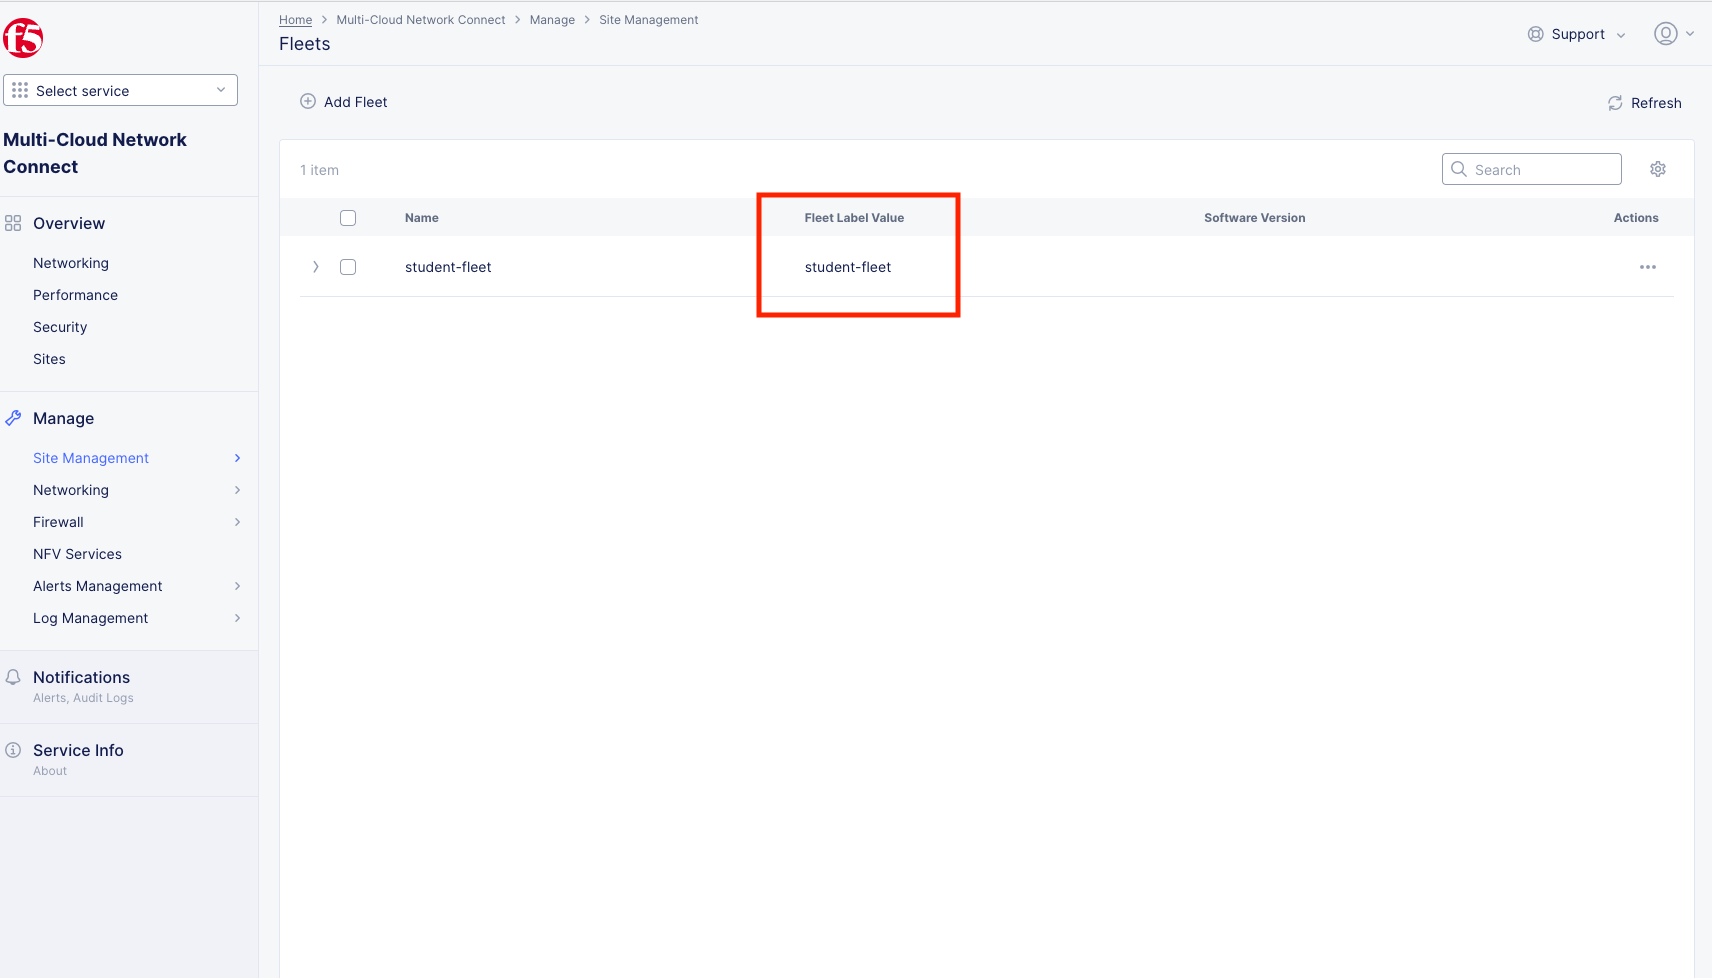 f5
Select service
Multi-Cloud Network
Connect
Overview
Networking
Performance
Security
Sites
Manage
Site Management
Networking
Firewall
NFV Services
Alerts Management
Log Management
Notifications
Alerts, Audit Logs
Service Info
About
Home > Multi-Cloud Network Connect > Manage > Site Management
Fleets
Support
Add Fleet
Refresh
1 item
Search
Name Fleet Label Value Software Version Actions
student-fleet student-fleet